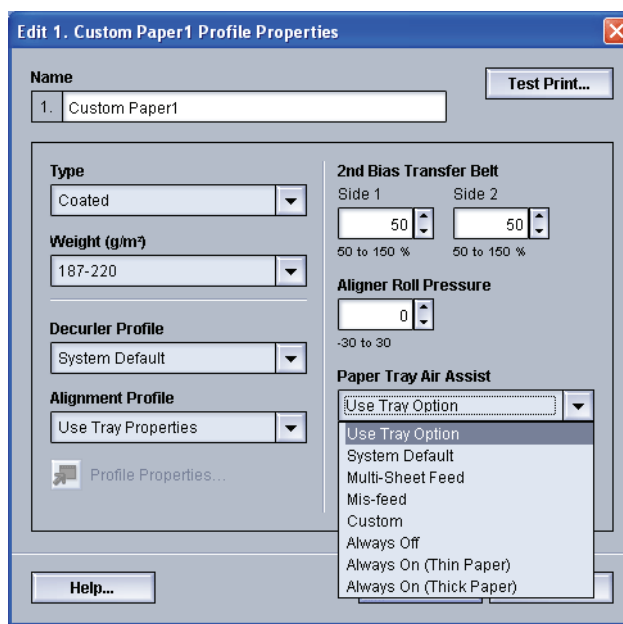 Edit 1. Custom Paper1 Profile Properties
Name
1. Custom Paper1
Test Print...
Type
Coated
Weight (g/m²)
187-220
Decurler Profile
System Default
Alignment Profile
Use Tray Properties
Profile Properties...
2nd Bias Transfer Belt
Side 1 Side 2
50 50
50 to 150 % 50 to 150 %
Aligner Roll Pressure
0
-30 to 30
Paper Tray Air Assist
Use Tray Option
Use Tray Option
System Default
Multi-Sheet Feed
Mis-feed
Custom
Always Off
Always On (Thin Paper)
Always On (Thick Paper)
Help...